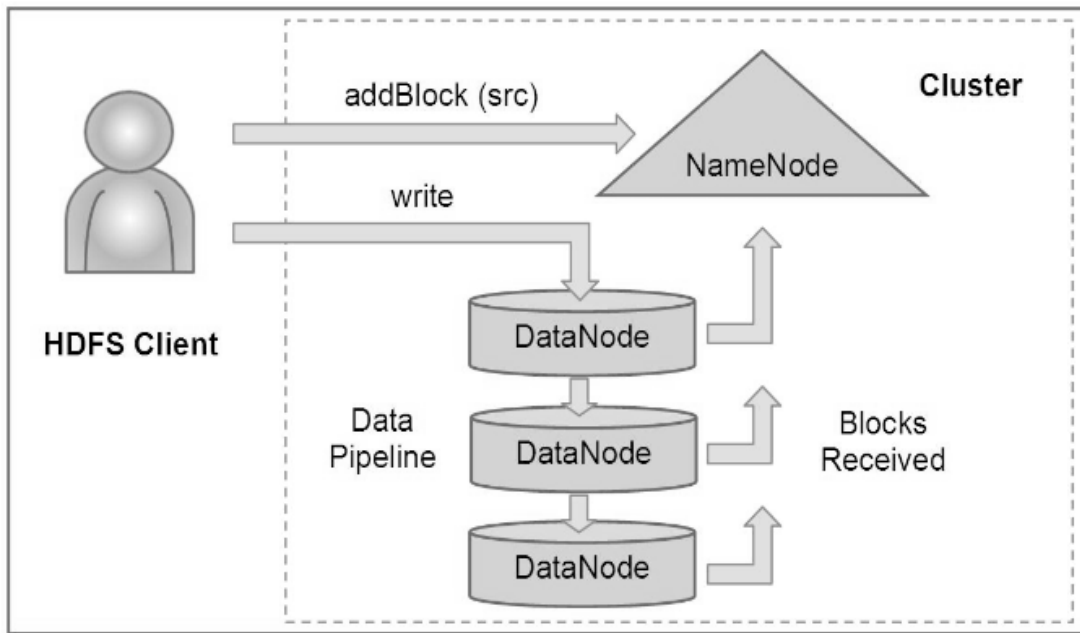 Cluster
addBlock (src)
NameNode
write
HDFS Client
DataNode
Data
Pipeline
DataNode
Blocks
Received
DataNode